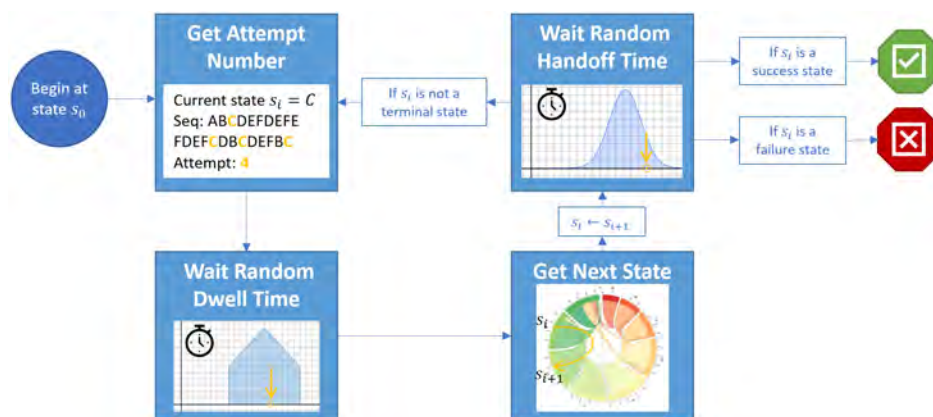 Begin at
state s₀
Get Attempt
Number
Current state sᵢ = C
Seq: ABCDEFDEFE
FDEFCDBCDEFBC
Attempt: 4
If sᵢ is not a
terminal state
Wait Random
Handoff Time
If sᵢ is a
success state
If sᵢ is a
failure state
sᵢ ← sᵢ₊₁
Wait Random
Dwell Time
Get Next State
sᵢ
sᵢ₊₁